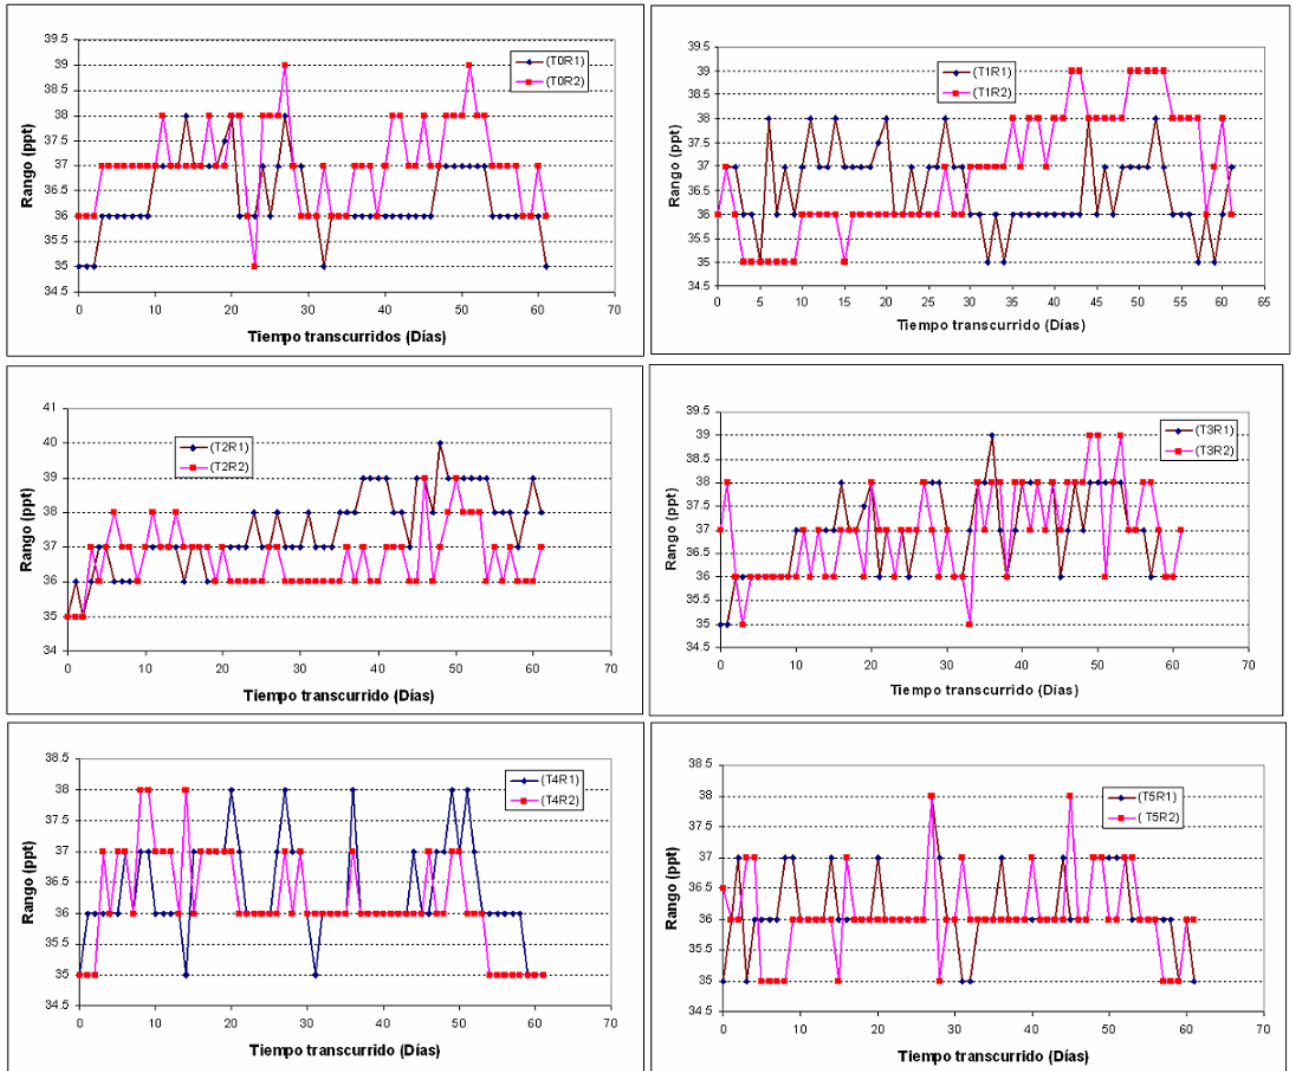 39.5
39
38.5
38
37.5
37
36.5
36
35.5
35
34.5
Rango (ppt)
(T0R1)
(T0R2)
0 10 20 30 40 50 60 70
Tiempo transcurridos (Días)
39.5
39
38.5
38
37.5
37
36.5
36
35.5
35
34.5
Rango (ppt)
(T1R1)
(T1R2)
0 5 10 15 20 25 30 35 40 45 50 55 60 65
Tiempo transcurrido (Días)
41
40
39
38
37
36
35
34
Rango (ppt)
(T2R1)
(T2R2)
0 10 20 30 40 50 60 70
Tiempo transcurrido (Días)
39.5
39
38.5
38
37.5
37
36.5
36
35.5
35
34.5
Rango (ppt)
(T3R1)
(T3R2)
0 10 20 30 40 50 60 70
Tiempo transcurrido (Días)
38.5
38
37.5
37
36.5
36
35.5
35
34.5
Rango (ppt)
(T4R1)
(T4R2)
0 10 20 30 40 50 60 70
Tiempo transcurrido (Días)
38.5
38
37.5
37
36.5
36
35.5
35
34.5
Rango (ppt)
(T5R1)
( T5R2)
0 10 20 30 40 50 60 70
Tiempo transcurrido (Días)